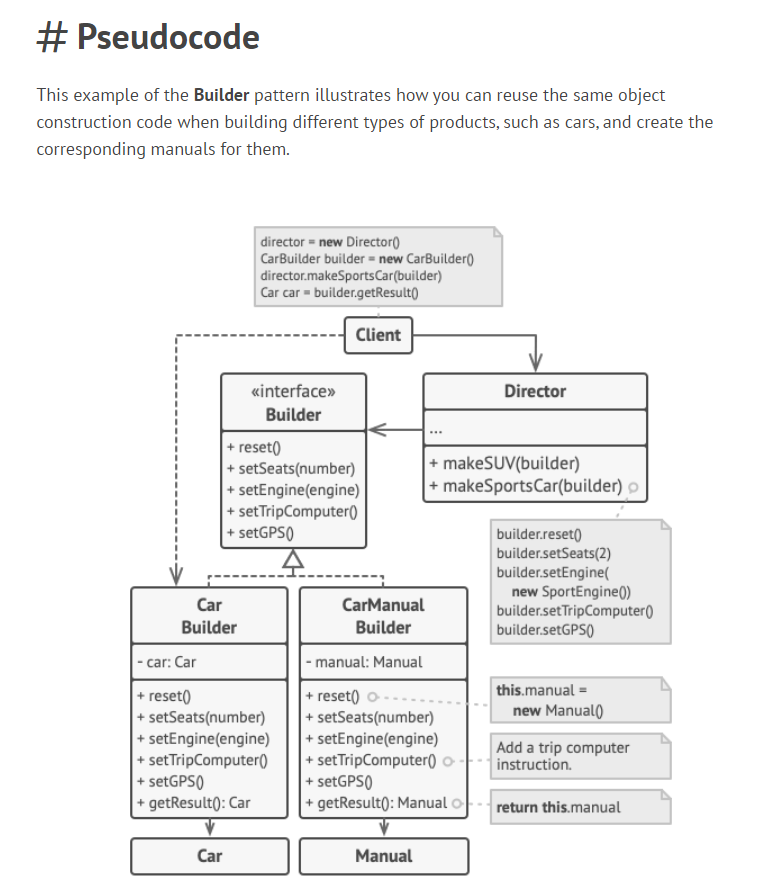 # Pseudocode
This example of the Builder pattern illustrates how you can reuse the same object
construction code when building different types of products, such as cars, and create the
corresponding manuals for them.
director = new Director()
CarBuilder builder = new CarBuilder()
director.makeSportsCar(builder)
Car car = builder.getResult()
Client
«interface»
Builder
+ reset()
+ setSeats(number)
+ setEngine(engine)
+ setTripComputer()
+ setGPS()
Director
...
+ makeSUV(builder)
+ makeSportsCar(builder)
builder.reset()
builder.setSeats(2)
builder.setEngine(
new SportEngine())
builder.setTripComputer()
builder.setGPS()
Car
Builder
- car: Car
+ reset()
+ setSeats(number)
+ setEngine(engine)
+ setTripComputer()
+ setGPS()
+ getResult(): Car
CarManual
Builder
- manual: Manual
+ reset()
+ setSeats(number)
+ setEngine(engine)
+ setTripComputer()
+ setGPS()
+ getResult(): Manual
this.manual =
new Manual()
Add a trip computer
instruction.
return this.manual
Car
Manual